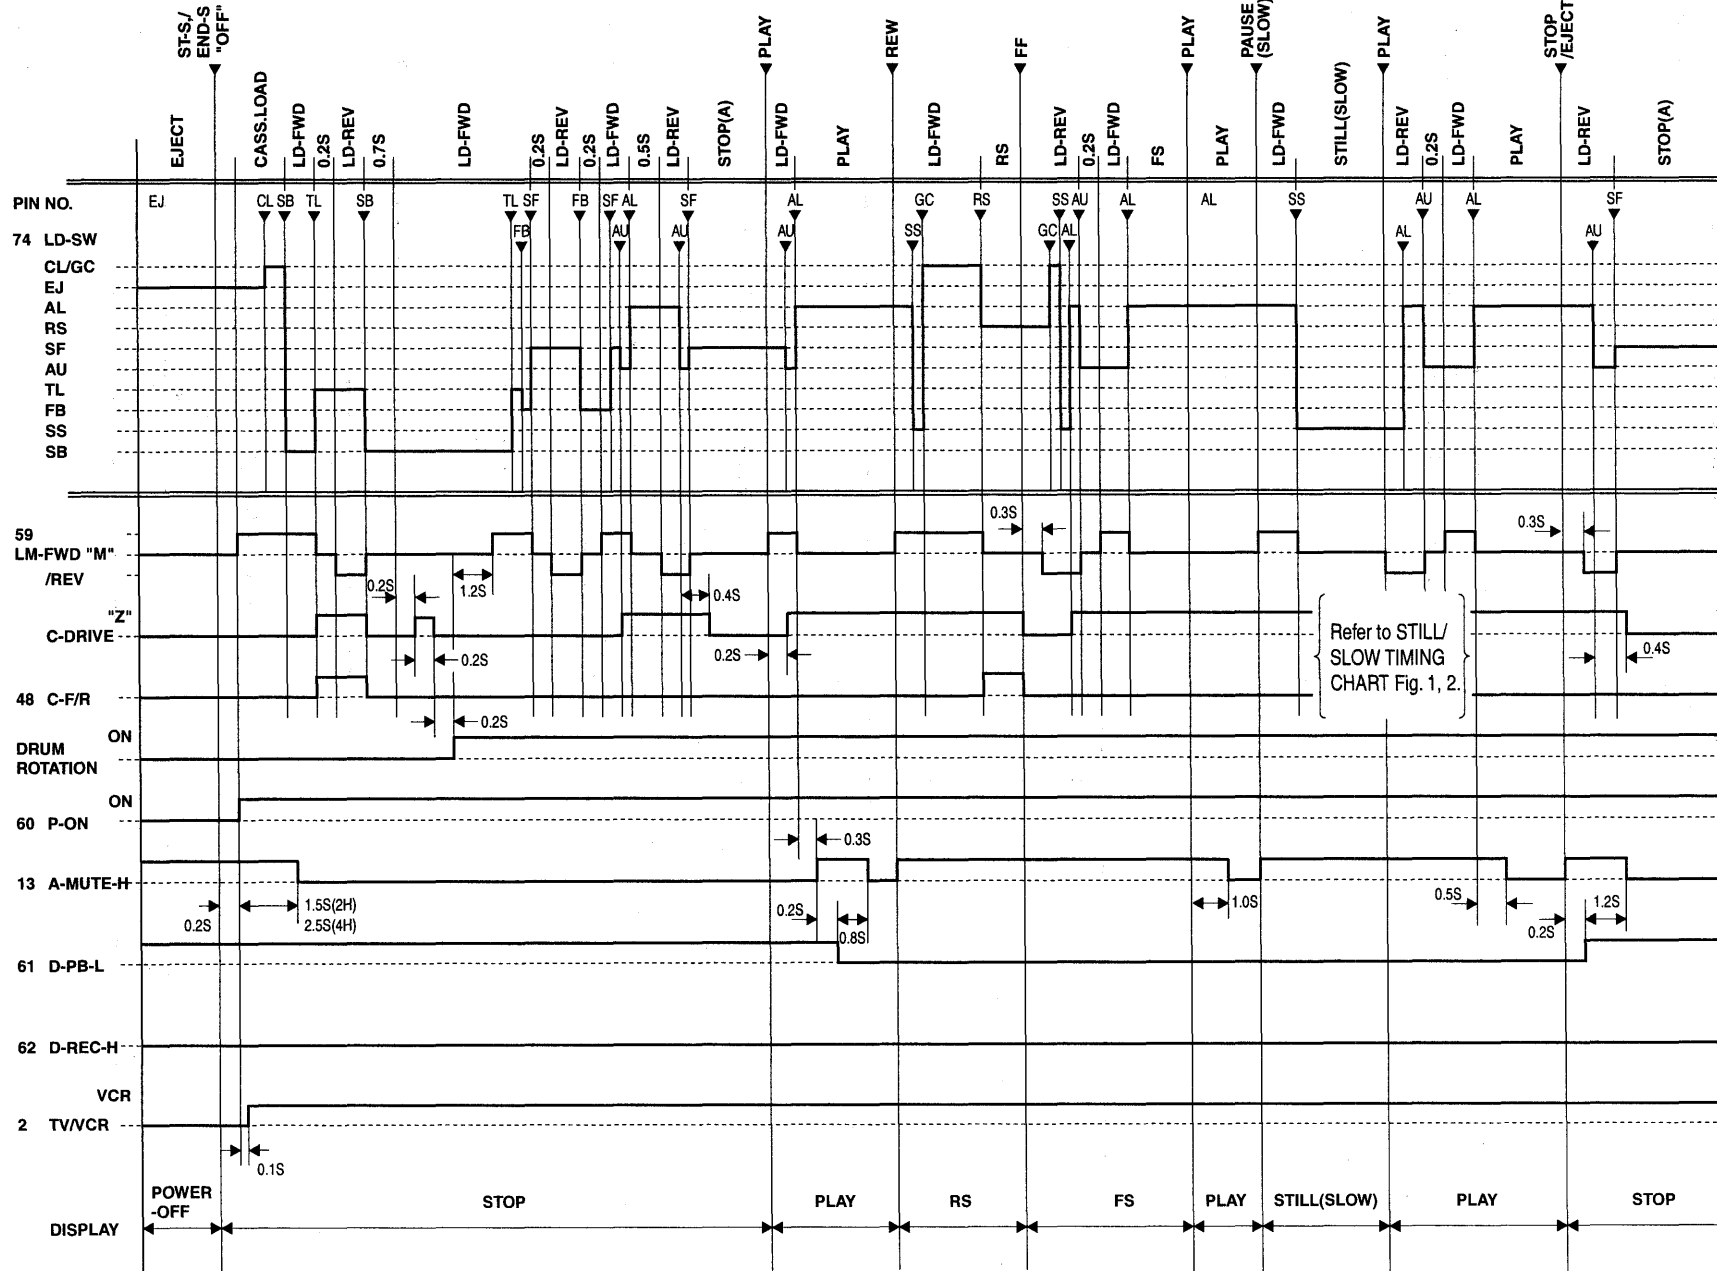 ST-S,/
END-S
"OFF"
PLAY
REW
FF
PLAY
PAUSE
(SLOW)
PLAY
STOP
/EJECT
EJECT
CASS.LOAD
LD-FWD
0.2S
LD-REV
0.7S
LD-FWD
0.2S
LD-REV
0.2S
LD-FWD
0.5S
LD-REV
STOP(A)
LD-FWD
PLAY
LD-FWD
RS
LD-REV
0.2S
LD-FWD
FS
PLAY
LD-FWD
STILL(SLOW)
LD-REV
0.2S
LD-FWD
PLAY
LD-REV
STOP(A)
PIN NO. EJ CL SB TL SB TL SF FB SF AL SF AL GC RS SS AU AL AL SS AU AL SF
74 LD-SW FB AU AU AU SS GC AL AL AU
CL/GC
EJ
AL
RS
SF
AU
TL
FB
SS
SB
59
LM-FWD "M"
/REV
0.3S
0.3S
0.2S
1.2S
0.4S
"Z"
C-DRIVE
0.2S
0.2S
0.4S
Refer to STILL/
SLOW TIMING
CHART Fig. 1, 2.
48 C-F/R
0.2S
ON
DRUM
ROTATION
ON
60 P-ON
0.3S
13 A-MUTE-H
0.2S
1.5S(2H)
2.5S(4H)
0.2S
0.8S
1.0S
0.5S
0.2S
1.2S
61 D-PB-L
62 D-REC-H
VCR
2 TV/VCR
0.1S
DISPLAY
POWER
-OFF
STOP
PLAY
RS
FS
PLAY
STILL(SLOW)
PLAY
STOP